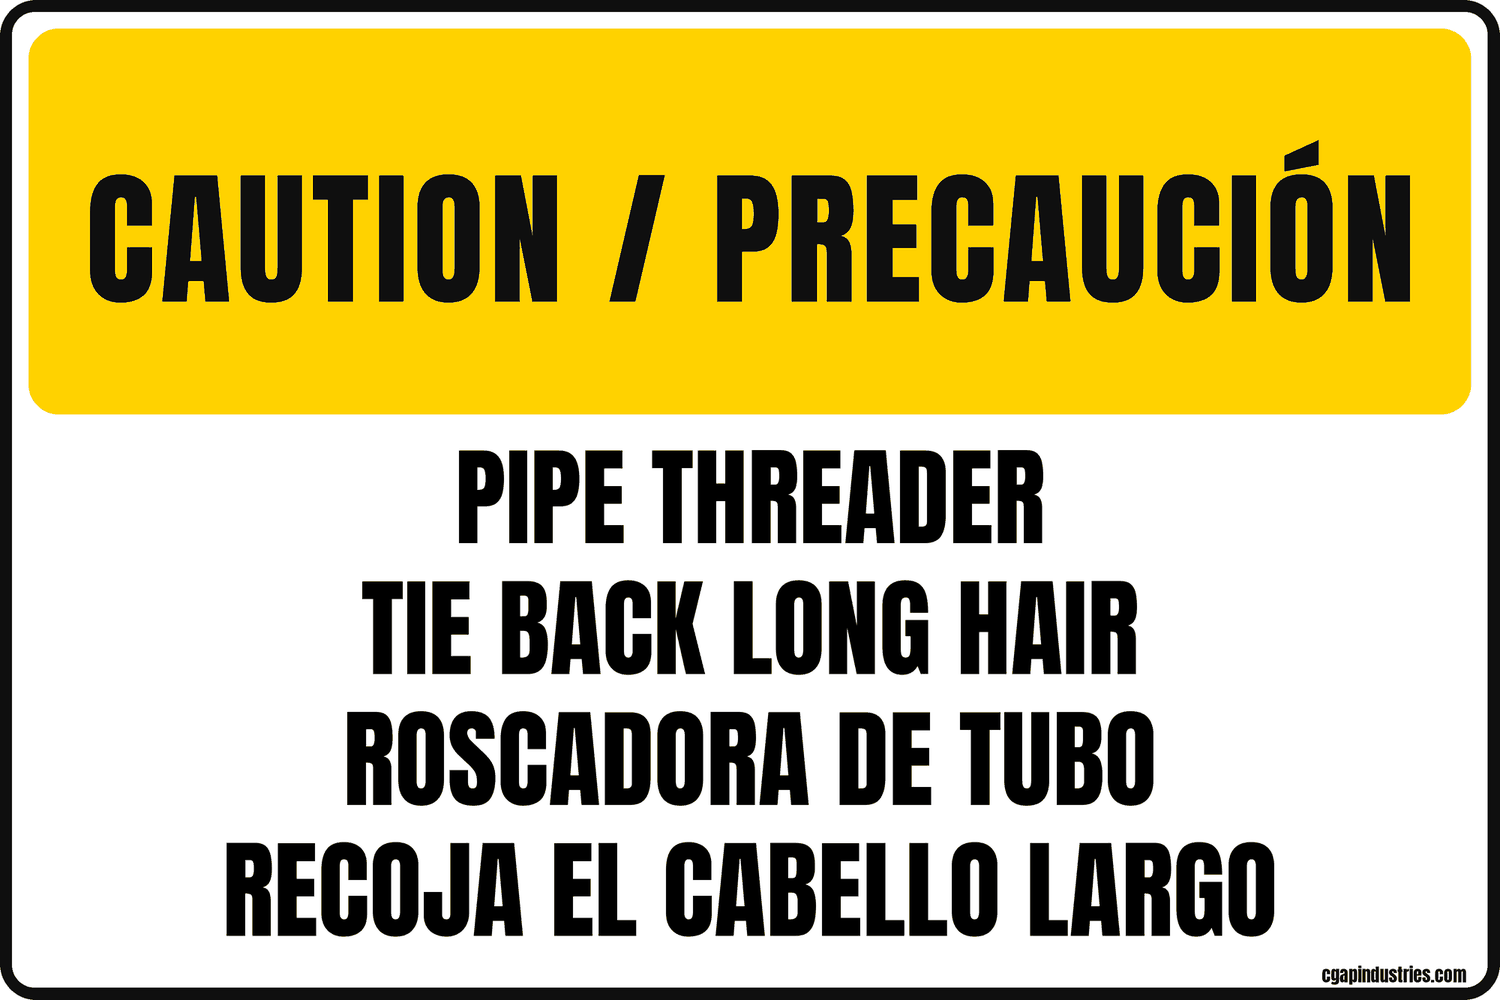 CAUTION / PRECAUCIÓN
PIPE THREADER
TIE BACK LONG HAIR
ROSCADORA DE TUBO
RECOJA EL CABELLO LARGO
cgapindustries.com